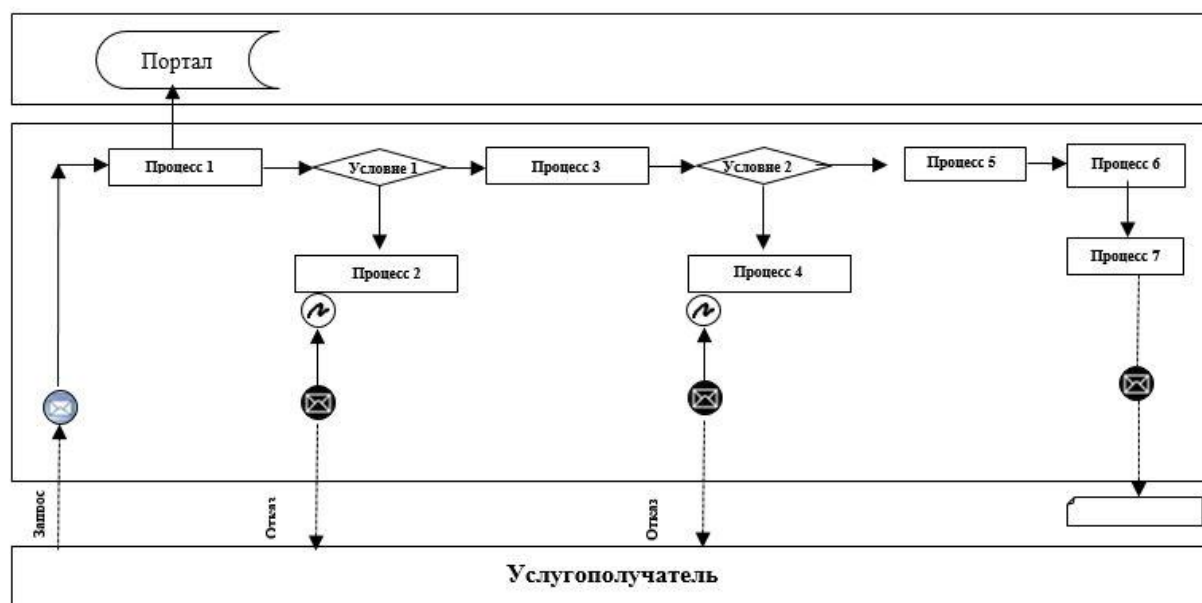 Портал
Процесс 1
Условие 1
Процесс 3
Условие 2
Процесс 5
Процесс 6
Процесс 2
Процесс 4
Процесс 7
Запрос
Отказ
Отказ
Услугополучатель